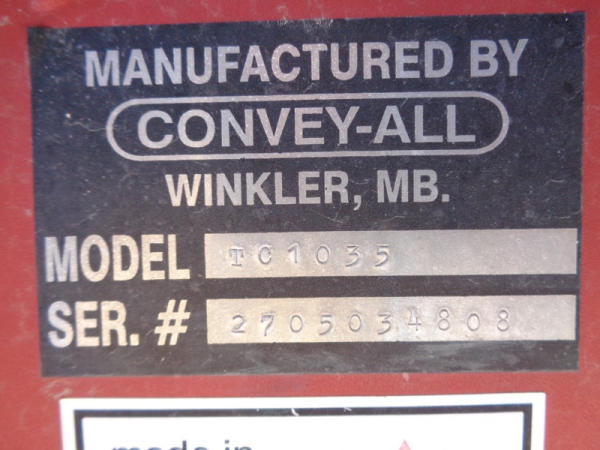 MANUFACTURED BY
CONVEY-ALL
WINKLER, MB.
MODEL TC1035
SER. # 2705034808
made in